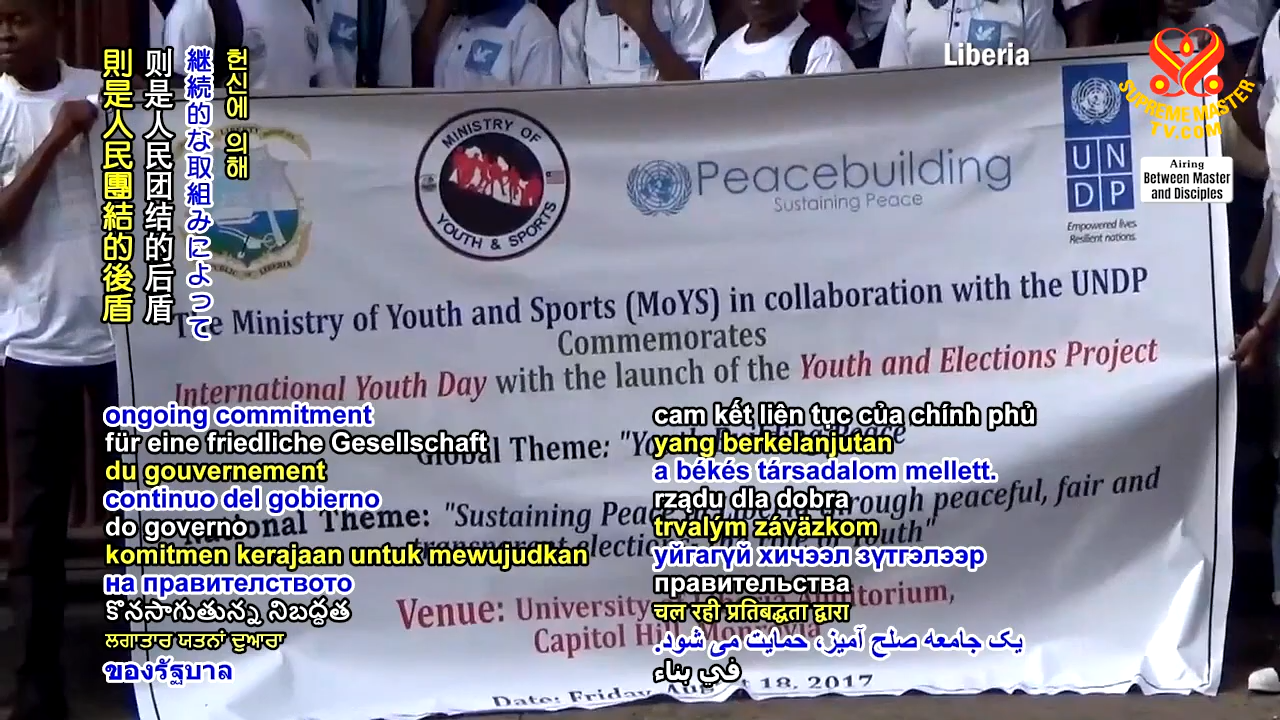 Liberia
SUPREME MASTER
TV.COM
Airing
Between Master
and Disciples
헌신에 의해
継続的な取組みによって
则是人民团结的后盾
則是人民團結的後盾
MINISTRY OF
YOUTH & SPORTS
Peacebuilding
Sustaining Peace
UN
DP
Empowered lives.
Resilient nations.
The Ministry of Youth and Sports (MoYS) in collaboration with the UNDP
Commemorates
International Youth Day with the launch of the Youth and Elections Project
Global Theme: "Youth Building Peace
National Theme: "Sustaining Peace through peaceful, fair and
elections Youth"
Venue: University Auditorium,
Capitol Hill, Monrovia
Date: Friday, August 18, 2017
ongoing commitment
für eine friedliche Gesellschaft
du gouvernement
continuo del gobierno
do governo
komitmen kerajaan untuk mewujudkan
на правителството
കൊനസാഗുതുന്ന നിബദ്ധത
ਲਗਾਤਾਰ ਯਤਨਾਂ ਦੁਆਰਾ
ของรัฐบาล
cam kết liên tục của chính phủ
yang berkelanjutan
a békés társadalom mellett.
rządu dla dobra
trvalým záväzkom
уйгагүй хичээл зүтгэлээр
правительства
चल रही प्रतिबद्धता द्वारा
یک جامعه صلح آمیز، حمایت می شود.
في بناء